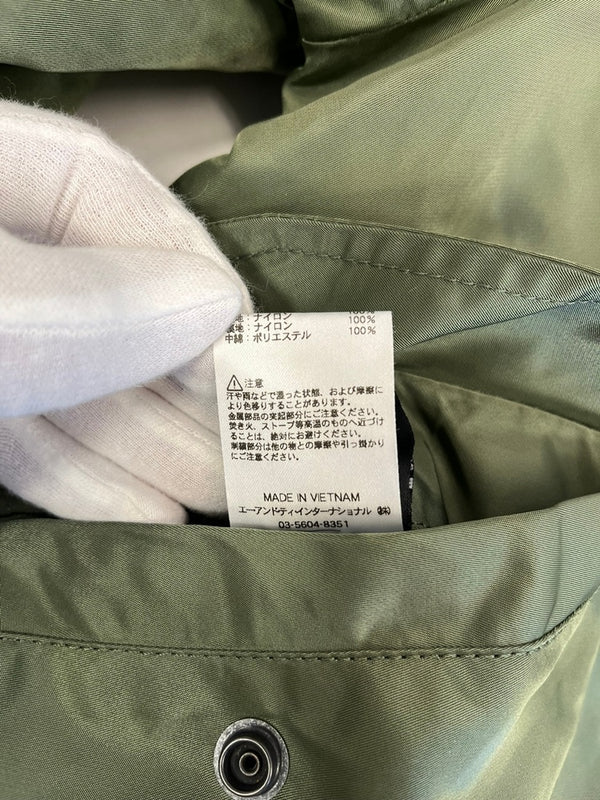 地：ナイロン 100%
裏地：ナイロン 100%
中綿：ポリエステル 100%
注意
汗や雨などで湿った状態、および摩擦に
より色移りすることがあります。
金属部品の突起部分にご注意ください。
焚き火、ストーブ等高温のものへ近づけ
ることは、絶対にお避けください。
刺繍部分は他の物との摩擦や引っ掛かり
にご注意ください。
MADE IN VIETNAM
エーアンドティインターナショナル（株）
03-5604-8351